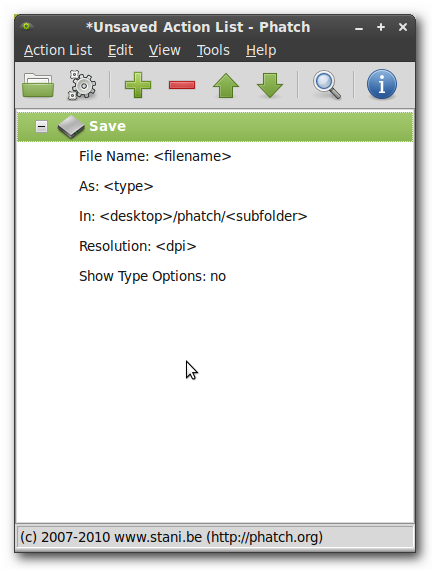 *Unsaved Action List - Phatch
Action List Edit View Tools Help
Save
File Name: <filename>
As: <type>
In: <desktop>/phatch/<subfolder>
Resolution: <dpi>
Show Type Options: no
(c) 2007-2010 www.stani.be (http://phatch.org)